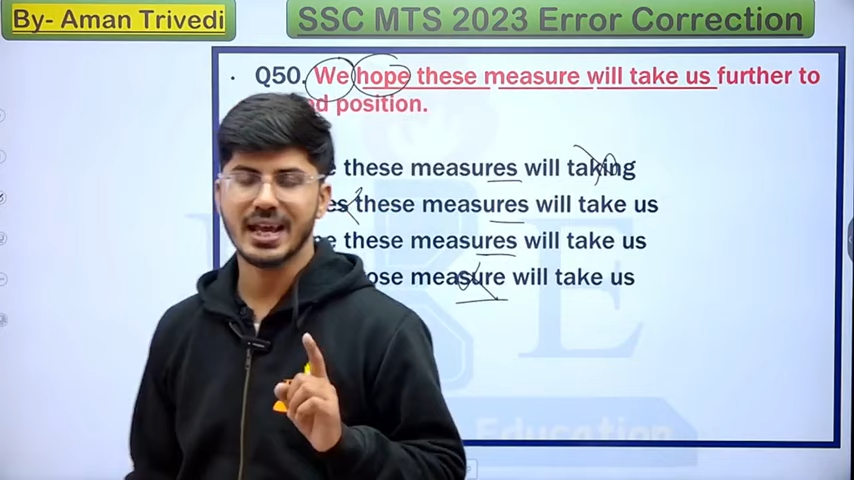 By- Aman Trivedi
SSC MTS 2023 Error Correction
Q50. We hope these measure will take us further to
position.
these measures will taking
these measures will take us
these measures will take us
measure will take us
Education